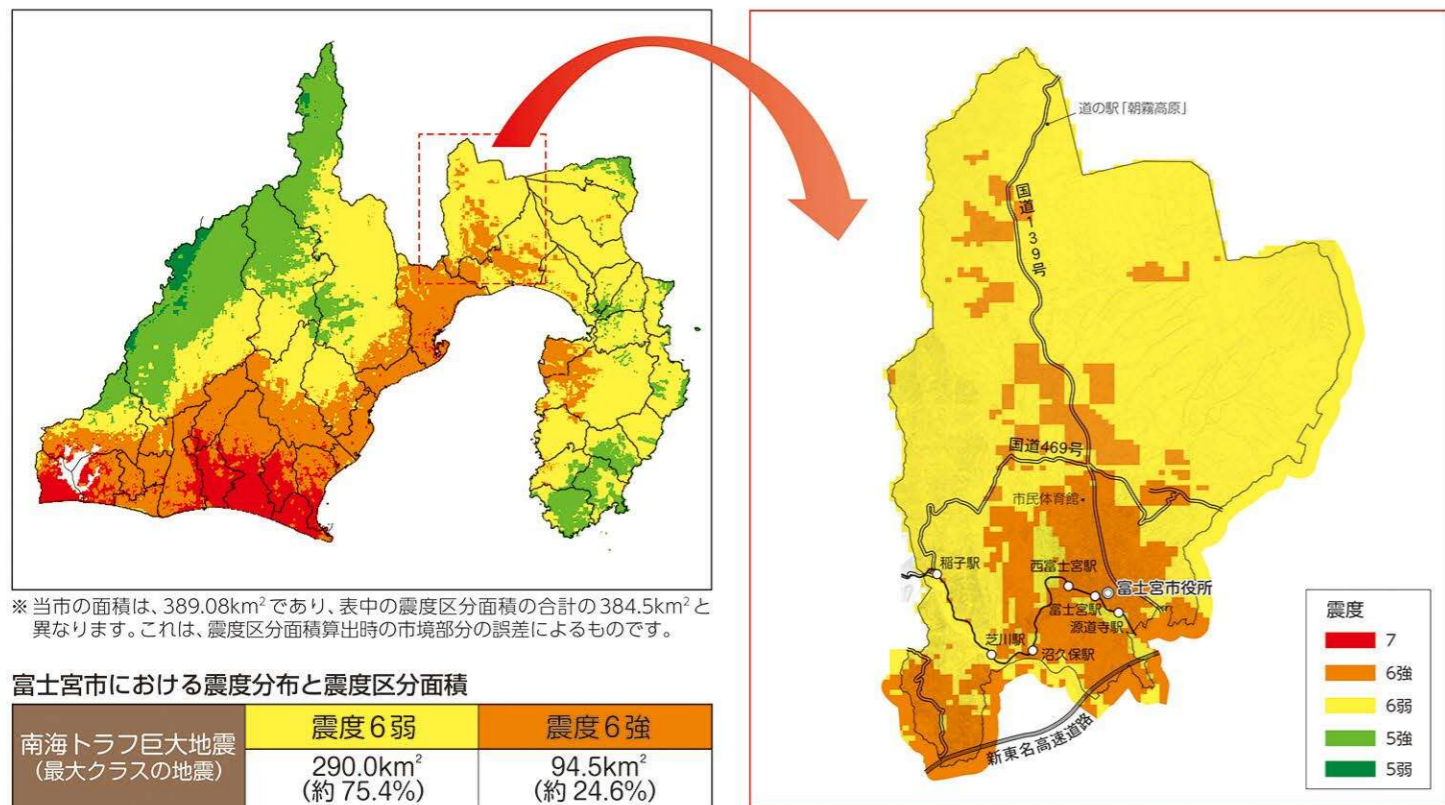 ※ 当市の面積は、389.08km²であり、表中の震度区分面積の合計の384.5km²と
異なります。これは、震度区分面積算出時の市境部分の誤差によるものです。
富士宮市における震度分布と震度区分面積
南海トラフ巨大地震
(最大クラスの地震)
震度6弱
震度6強
290.0km²
(約75.4%)
94.5km²
(約24.6%)
道の駅「朝霧高原」
国道139号
国道469号
市民体育館
稲子駅
西富士宮駅
富士宮市役所
富士宮駅
源道寺駅
芝川駅
沼久保駅
新東名高速道路
震度
7
6強
6弱
5強
5弱